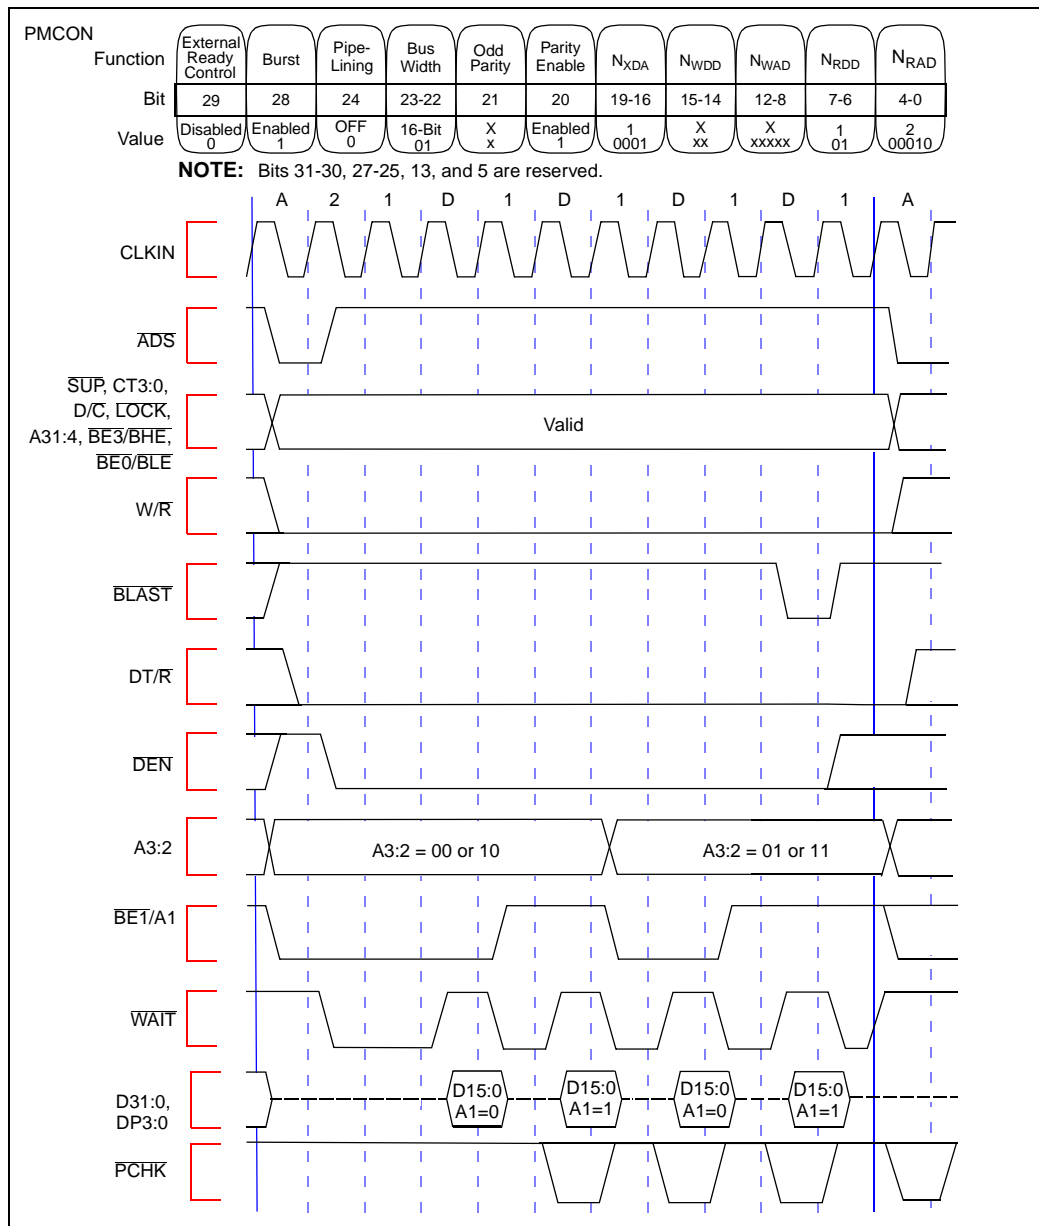 PMCON
Function External Ready Control Burst Pipe-Lining Bus Width Odd Parity Parity Enable NXDA NWDD NWAD NRDD NRAD
Bit 29 28 24 23-22 21 20 19-16 15-14 12-8 7-6 4-0
Value Disabled 0 Enabled 1 OFF 0 16-Bit 01 X x Enabled 1 1 0001 X xx X xxxxx 1 01 2 00010
NOTE: Bits 31-30, 27-25, 13, and 5 are reserved.
A 2 1 D 1 D 1 D 1 D 1 A
CLKIN
ADS
SUP, CT3:0,
D/C, LOCK,
A31:4, BE3/BHE,
BE0/BLE
Valid
W/R
BLAST
DT/R
DEN
A3:2 A3:2 = 00 or 10 A3:2 = 01 or 11
BE1/A1
WAIT
D31:0,
DP3:0
D15:0 D15:0 D15:0 D15:0
A1=0 A1=1 A1=0 A1=1
PCHK